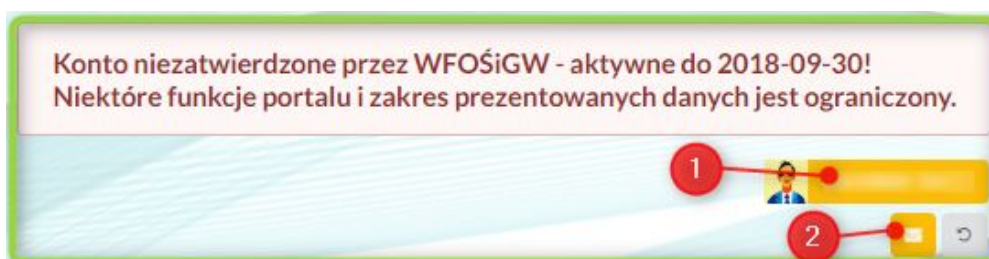 Konto niezatwierdzone przez WFOŚiGW - aktywne do 2018-09-30!
Niektóre funkcje portalu i zakres prezentowanych danych jest ograniczony.
1
2